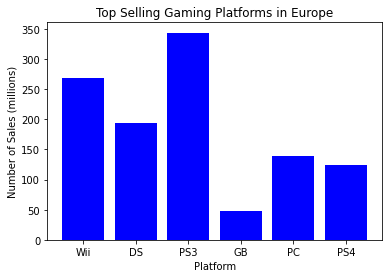 Top Selling Gaming Platforms in Europe
Number of Sales (millions)
350
300
250
200
150
100
50
0
Wii DS PS3 GB PC PS4
Platform